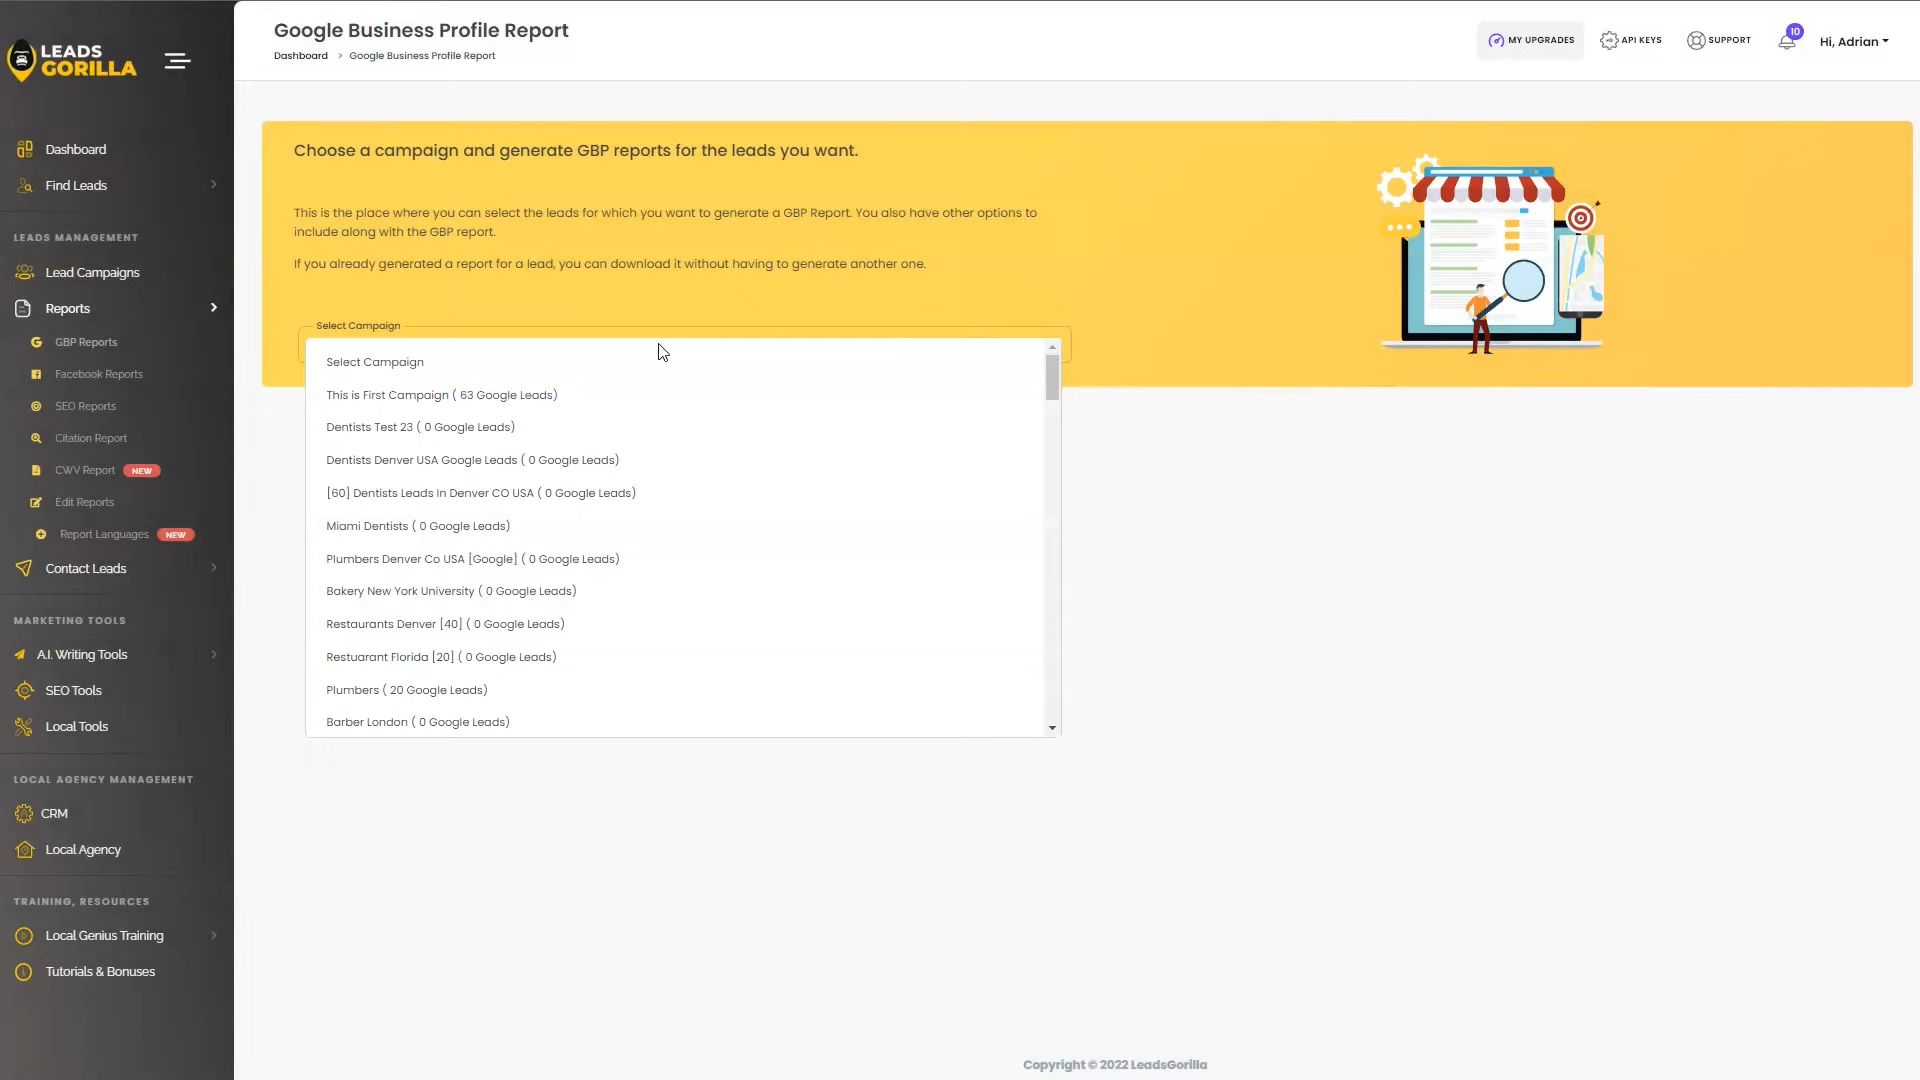 LEADS
GORILLA
Dashboard
Find Leads
LEADS MANAGEMENT
Lead Campaigns
Reports
GBP Reports
Facebook Reports
SEO Reports
Citation Report
CWV Report NEW
Edit Reports
Report Languages NEW
Contact Leads
MARKETING TOOLS
A.I. Writing Tools
SEO Tools
Local Tools
LOCAL AGENCY MANAGEMENT
CRM
Local Agency
TRAINING, RESOURCES
Local Genius Training
Tutorials & Bonuses
Google Business Profile Report
Dashboard > Google Business Profile Report
MY UPGRADES
API KEYS
SUPPORT
10
Hi, Adrian
Choose a campaign and generate GBP reports for the leads you want.
This is the place where you can select the leads for which you want to generate a GBP Report. You also have other options to
include along with the GBP report.
If you already generated a report for a lead, you can download it without having to generate another one.
Select Campaign
Select Campaign
This is First Campaign ( 63 Google Leads)
Dentists Test 23 ( 0 Google Leads)
Dentists Denver USA Google Leads ( 0 Google Leads)
[60] Dentists Leads In Denver CO USA ( 0 Google Leads)
Miami Dentists ( 0 Google Leads)
Plumbers Denver Co USA [Google] ( 0 Google Leads)
Bakery New York University ( 0 Google Leads)
Restaurants Denver [40] ( 0 Google Leads)
Restuarant Florida [20] ( 0 Google Leads)
Plumbers ( 20 Google Leads)
Barber London ( 0 Google Leads)
Copyright © 2022 LeadsGorilla